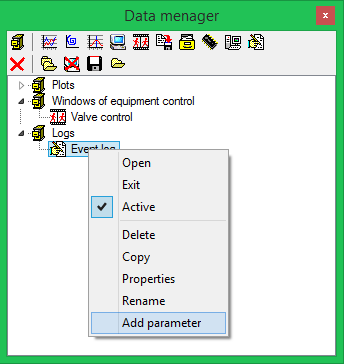 Data menager
x
Plots
Windows of equipment control
Valve control
Logs
Event log
Open
Exit
Active
Delete
Copy
Properties
Rename
Add parameter